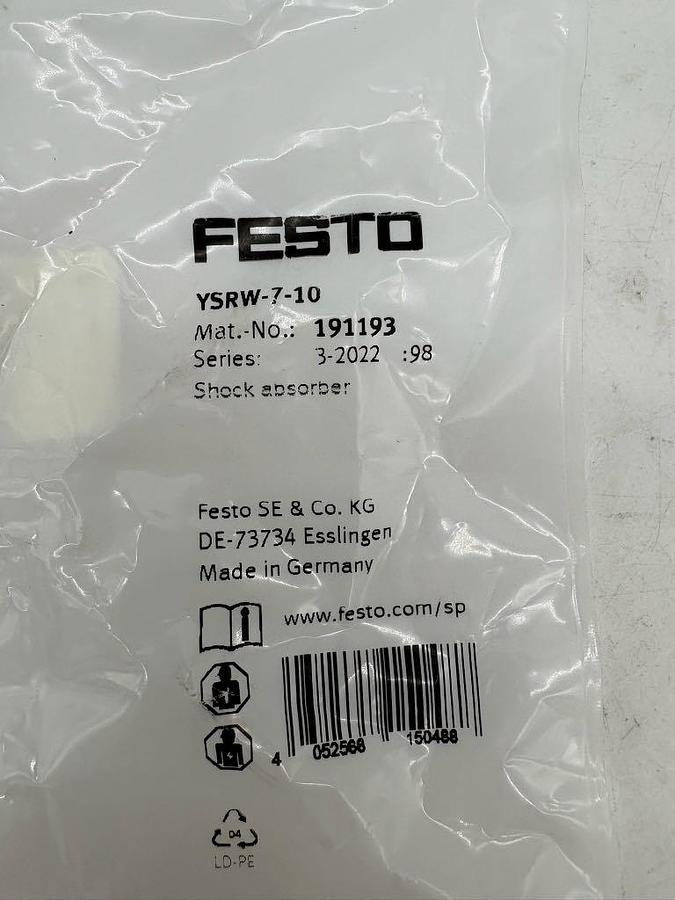 FESTO
YSRW-7-10
Mat.-No.: 191193
Series: 3-2022 :98
Shock absorber
Festo SE & Co. KG
DE-73734 Esslingen
Made in Germany
i www.festo.com/sp
4 052568 150488
04
LD-PE